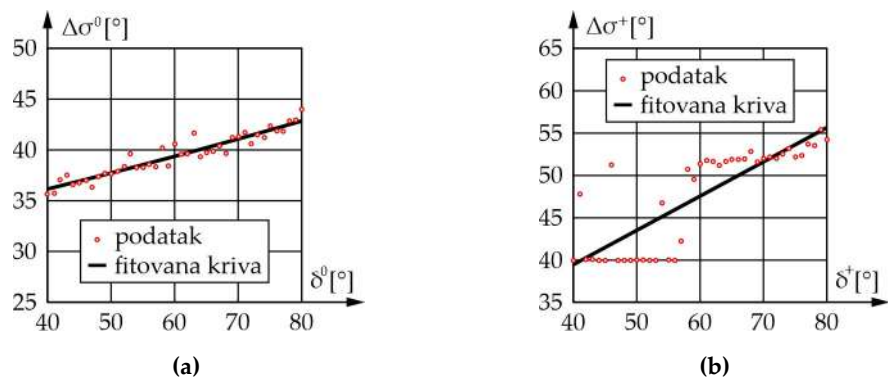 Δσ⁰[°]
50
45
40
35
30
25
podatak
fitovana kriva
δ⁰[°]
40 50 60 70 80
(a)
Δσ⁺[°]
65
60
55
50
45
40
35
podatak
fitovana kriva
δ⁺[°]
40 50 60 70 80
(b)